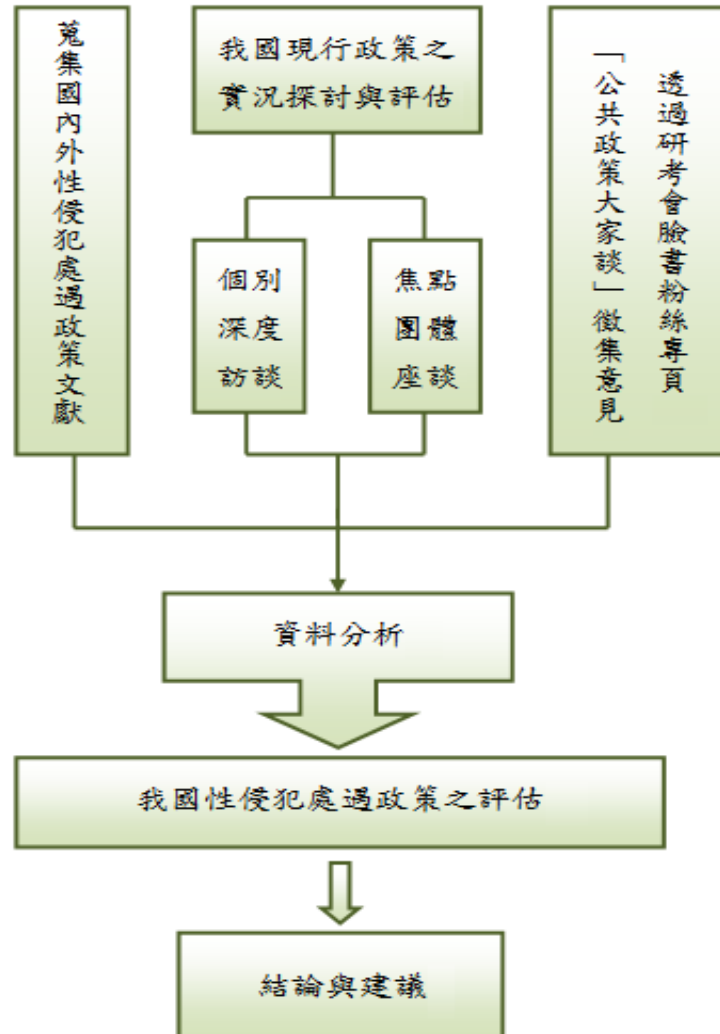 蒐集國內外性侵犯處遇政策文獻
我國現行政策之
實況探討與評估
個別
深度
訪談
焦點
團體
座談
透過研考會臉書粉絲專頁
「公共政策大家談」徵集意見
資料分析
我國性侵犯處遇政策之評估
結論與建議